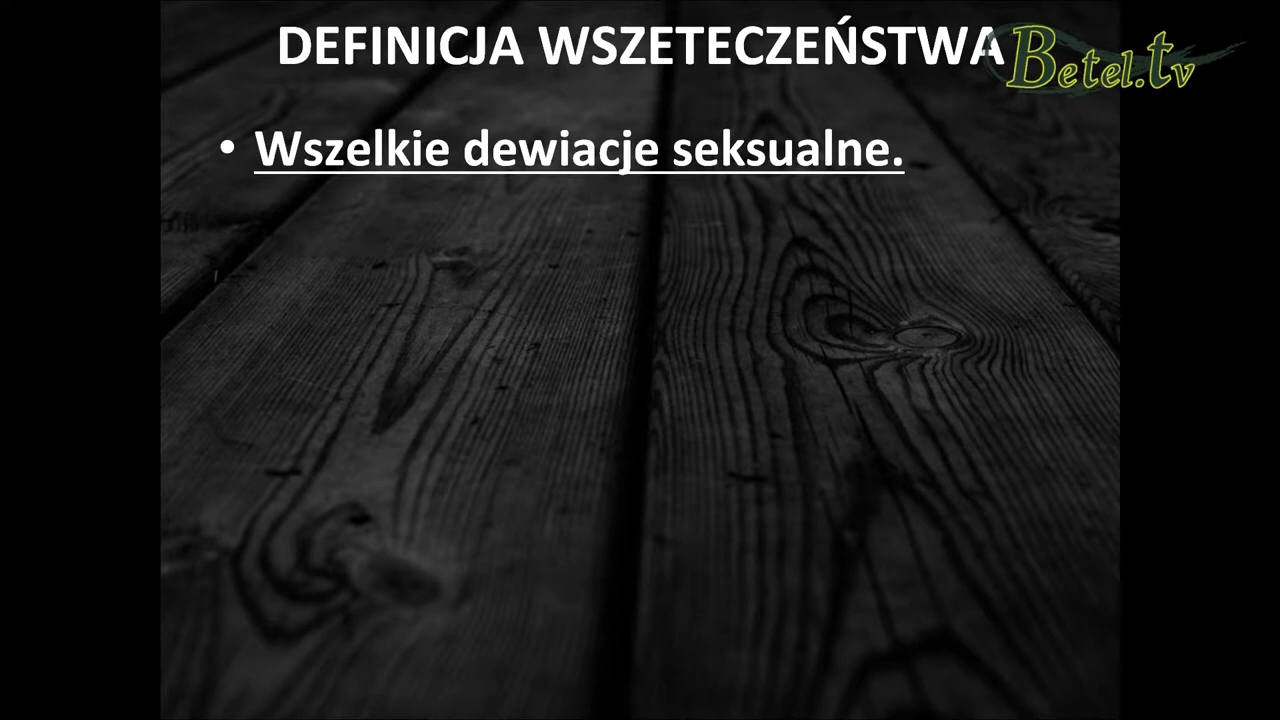 DEFINICJA WSZETECZEŃSTWA
Betel.tv
• Wszelkie dewiacje seksualne.